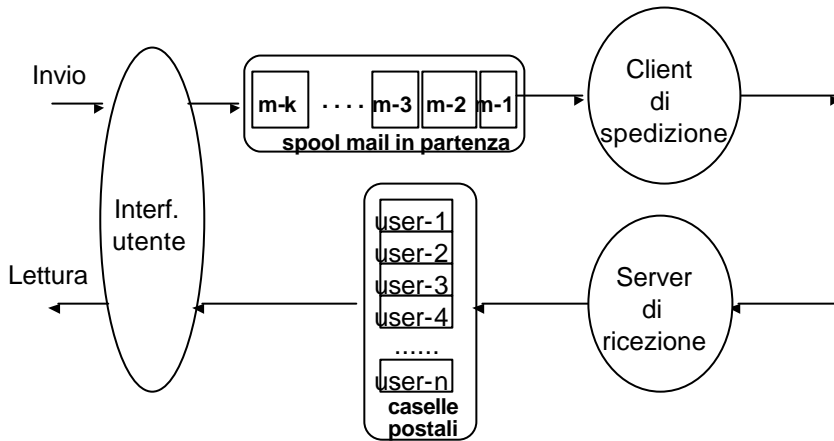 Invio
m-k .... m-3 m-2 m-1
spool mail in partenza
Client
di
spedizione
Interf.
utente
Lettura
user-1
user-2
user-3
user-4
......
user-n
caselle
postali
Server
di
ricezione